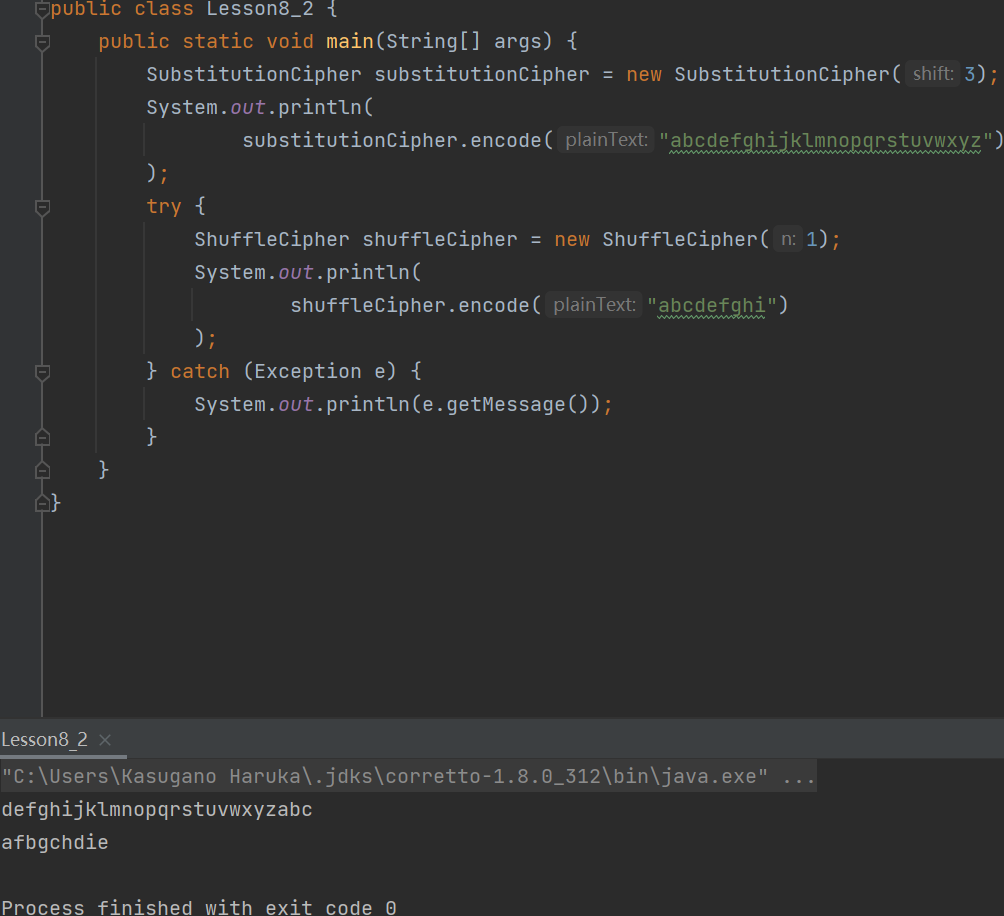 public class Lesson8_2 {
public static void main(String[] args) {
SubstitutionCipher substitutionCipher = new SubstitutionCipher( shift: 3);
System.out.println(
substitutionCipher.encode( plainText: "abcdefghijklmnopqrstuvwxyz")
);
try {
ShuffleCipher shuffleCipher = new ShuffleCipher( n: 1);
System.out.println(
shuffleCipher.encode( plainText: "abcdefghi")
);
} catch (Exception e) {
System.out.println(e.getMessage());
}
}
}
Lesson8_2
"C:\Users\Kasugano Haruka\.jdks\corretto-1.8.0_312\bin\java.exe" ...
defghijklmnopqrstuvwxyzabc
afbgchdie
Process finished with exit code 0